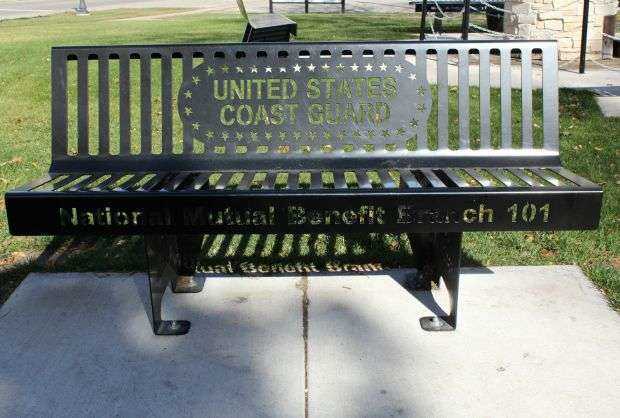 UNITED STATES
COAST GUARD
National Mutual Benefit Branch 101